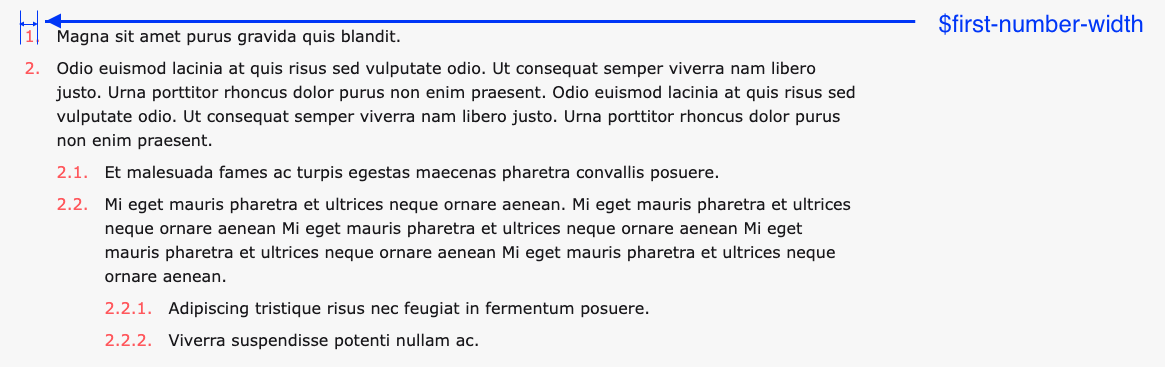 $first-number-width
1. Magna sit amet purus gravida quis blandit.
2. Odio euismod lacinia at quis risus sed vulputate odio. Ut consequat semper viverra nam libero
justo. Urna porttitor rhoncus dolor purus non enim praesent. Odio euismod lacinia at quis risus sed
vulputate odio. Ut consequat semper viverra nam libero justo. Urna porttitor rhoncus dolor purus
non enim praesent.
2.1. Et malesuada fames ac turpis egestas maecenas pharetra convallis posuere.
2.2. Mi eget mauris pharetra et ultrices neque ornare aenean. Mi eget mauris pharetra et ultrices
neque ornare aenean Mi eget mauris pharetra et ultrices neque ornare aenean Mi eget
mauris pharetra et ultrices neque ornare aenean Mi eget mauris pharetra et ultrices neque
ornare aenean.
2.2.1. Adipiscing tristique risus nec feugiat in fermentum posuere.
2.2.2. Viverra suspendisse potenti nullam ac.